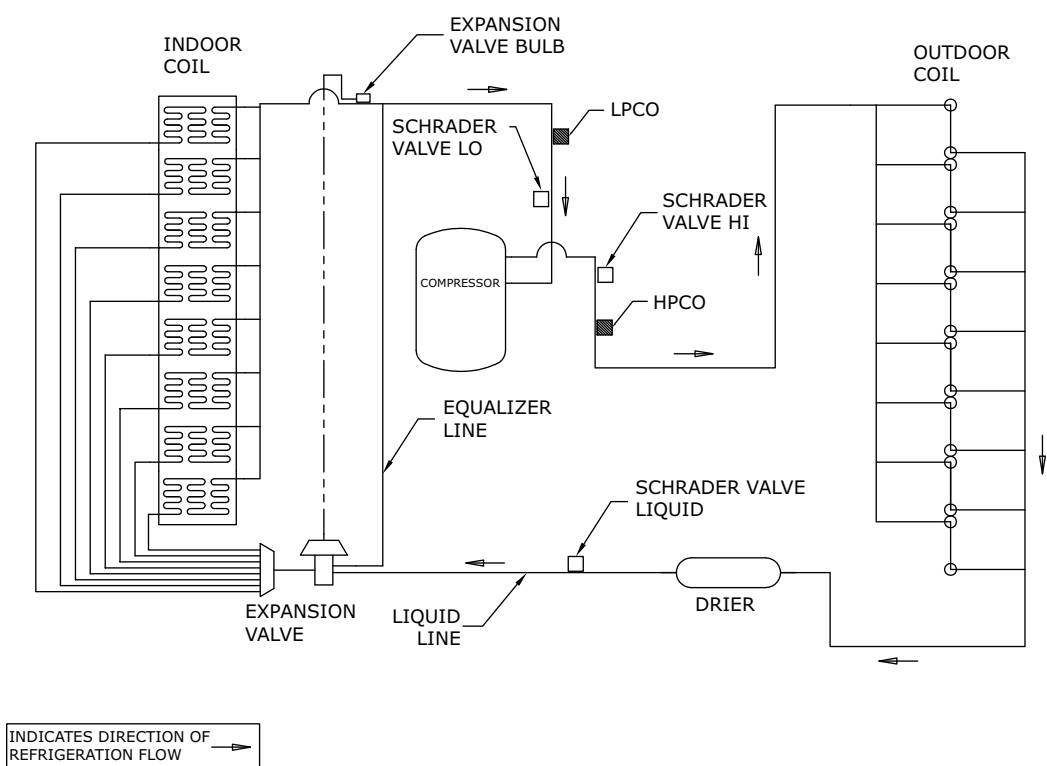 EXPANSION
VALVE BULB
INDOOR
COIL
OUTDOOR
COIL
LPCO
SCHRADER
VALVE LO
SCHRADER
VALVE HI
COMPRESSOR
HPCO
EQUALIZER
LINE
SCHRADER VALVE
LIQUID
EXPANSION
VALVE
LIQUID
LINE
DRIER
INDICATES DIRECTION OF
REFRIGERATION FLOW